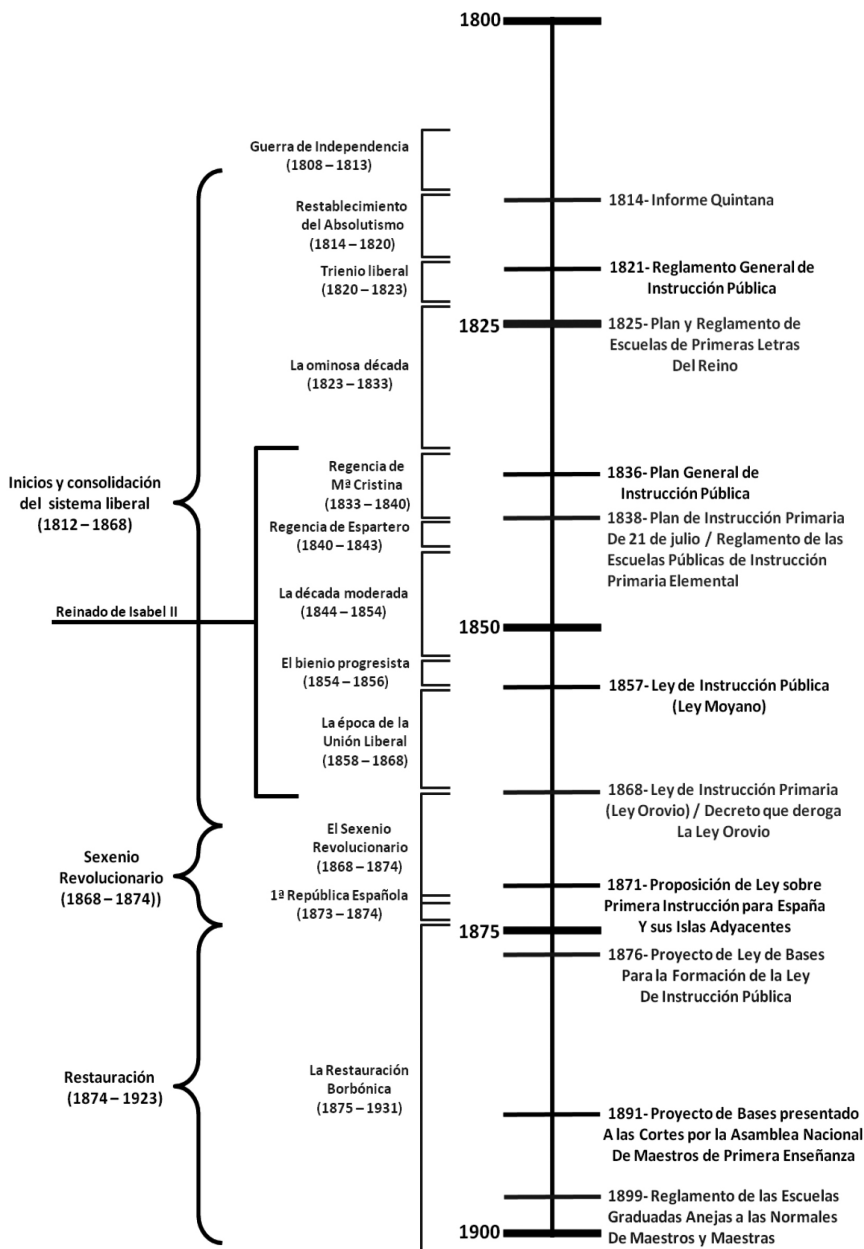 1800
Guerra de Independencia
(1808 – 1813)
Restablecimiento
del Absolutismo
(1814 – 1820)
1814- Informe Quintana
Trienio liberal
(1820 – 1823)
1821- Reglamento General de
Instrucción Pública
1825
1825- Plan y Reglamento de
Escuelas de Primeras Letras
Del Reino
La ominosa década
(1823 – 1833)
Inicios y consolidación
del sistema liberal
(1812 – 1868)
Regencia de
Mª Cristina
(1833 – 1840)
1836- Plan General de
Instrucción Pública
Regencia de Espartero
(1840 – 1843)
1838- Plan de Instrucción Primaria
De 21 de julio / Reglamento de las
Escuelas Públicas de Instrucción
Primaria Elemental
La década moderada
(1844 – 1854)
Reinado de Isabel II
1850
El bienio progresista
(1854 – 1856)
1857- Ley de Instrucción Pública
(Ley Moyano)
La época de la
Unión Liberal
(1858 – 1868)
1868- Ley de Instrucción Primaria
(Ley Orovio) / Decreto que deroga
La Ley Orovio
Sexenio
Revolucionario
(1868 – 1874))
El Sexenio
Revolucionario
(1868 – 1874)
1ª República Española
(1873 – 1874)
1871- Proposición de Ley sobre
Primera Instrucción para España
Y sus Islas Adyacentes
1875
1876- Proyecto de Ley de Bases
Para la Formación de la Ley
De Instrucción Pública
Restauración
(1874 – 1923)
La Restauración
Borbónica
(1875 – 1931)
1891- Proyecto de Bases presentado
A las Cortes por la Asamblea Nacional
De Maestros de Primera Enseñanza
1899- Reglamento de las Escuelas
Graduadas Anejas a las Normales
De Maestros y Maestras
1900